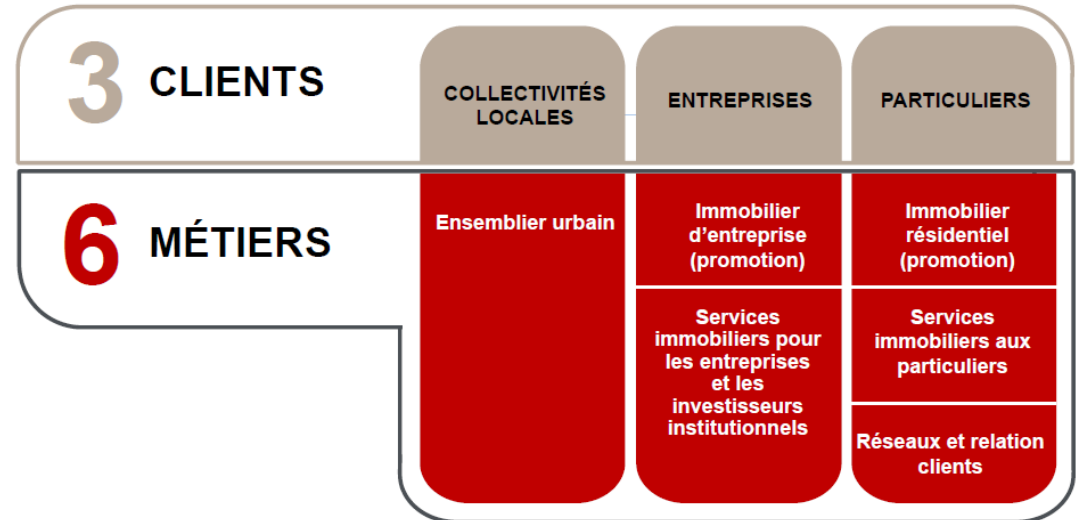 3 CLIENTS
COLLECTIVITÉS
LOCALES
ENTREPRISES
PARTICULIERS
6 MÉTIERS
Ensemblier urbain
Immobilier
d'entreprise
(promotion)
Services
immobiliers pour
les entreprises
et les
investisseurs
institutionnels
Immobilier
résidentiel
(promotion)
Services
immobiliers aux
particuliers
Réseaux et relation
clients